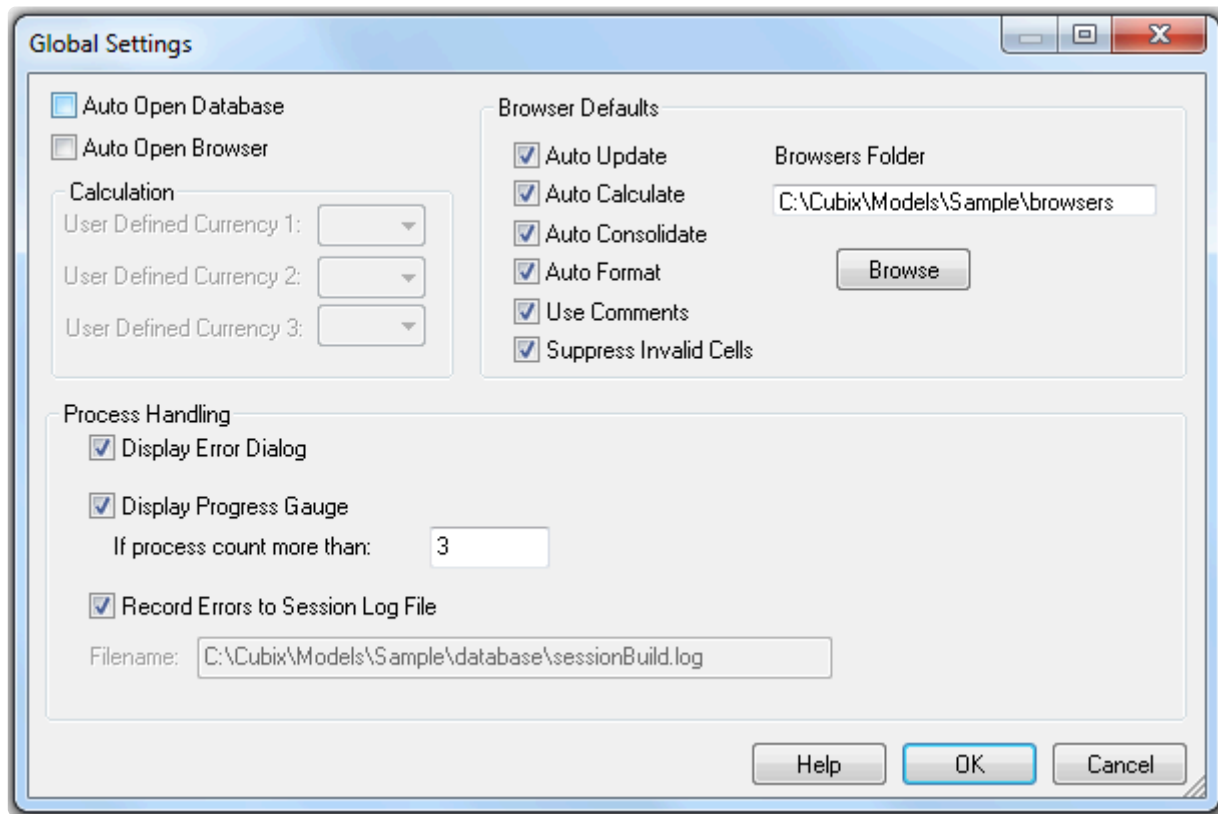 Global Settings
Auto Open Database
Auto Open Browser
Calculation
User Defined Currency 1:
User Defined Currency 2:
User Defined Currency 3:
Browser Defaults
Auto Update
Auto Calculate
Auto Consolidate
Auto Format
Use Comments
Suppress Invalid Cells
Browsers Folder
C:\Cubix\Models\Sample\browsers
Browse
Process Handling
Display Error Dialog
Display Progress Gauge
If process count more than: 3
Record Errors to Session Log File
Filename: C:\Cubix\Models\Sample\database\sessionBuild.log
Help OK Cancel